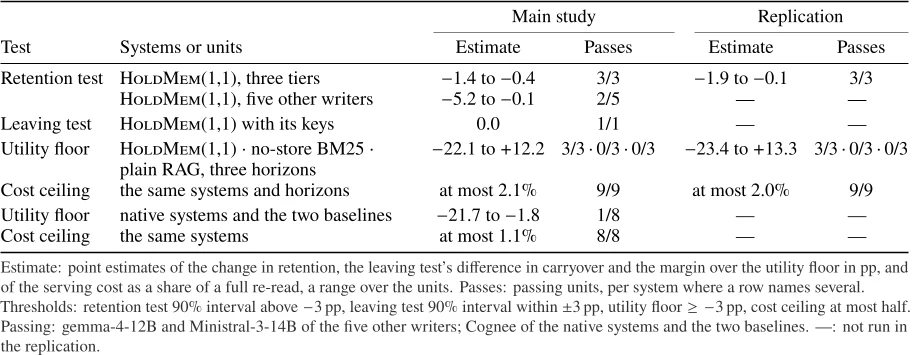 Main study Replication
Test Systems or units Estimate Passes Estimate Passes
Retention test HOLDMEM(1,1), three tiers −1.4 to −0.4 3/3 −1.9 to −0.1 3/3
HOLDMEM(1,1), five other writers −5.2 to −0.1 2/5 — —
Leaving test HOLDMEM(1,1) with its keys 0.0 1/1 — —
Utility floor HOLDMEM(1,1) · no-store BM25 · −22.1 to +12.2 3/3 · 0/3 · 0/3 −23.4 to +13.3 3/3 · 0/3 · 0/3
plain RAG, three horizons
Cost ceiling the same systems and horizons at most 2.1% 9/9 at most 2.0% 9/9
Utility floor native systems and the two baselines −21.7 to −1.8 1/8 — —
Cost ceiling the same systems at most 1.1% 8/8 — —
Estimate: point estimates of the change in retention, the leaving test's difference in carryover and the margin over the utility floor in pp, and
of the serving cost as a share of a full re-read, a range over the units. Passes: passing units, per system where a row names several.
Thresholds: retention test 90% interval above −3 pp, leaving test 90% interval within ±3 pp, utility floor ≥ −3 pp, cost ceiling at most half.
Passing: gemma-4-12B and Ministral-3-14B of the five other writers; Cognee of the native systems and the two baselines. —: not run in
the replication.